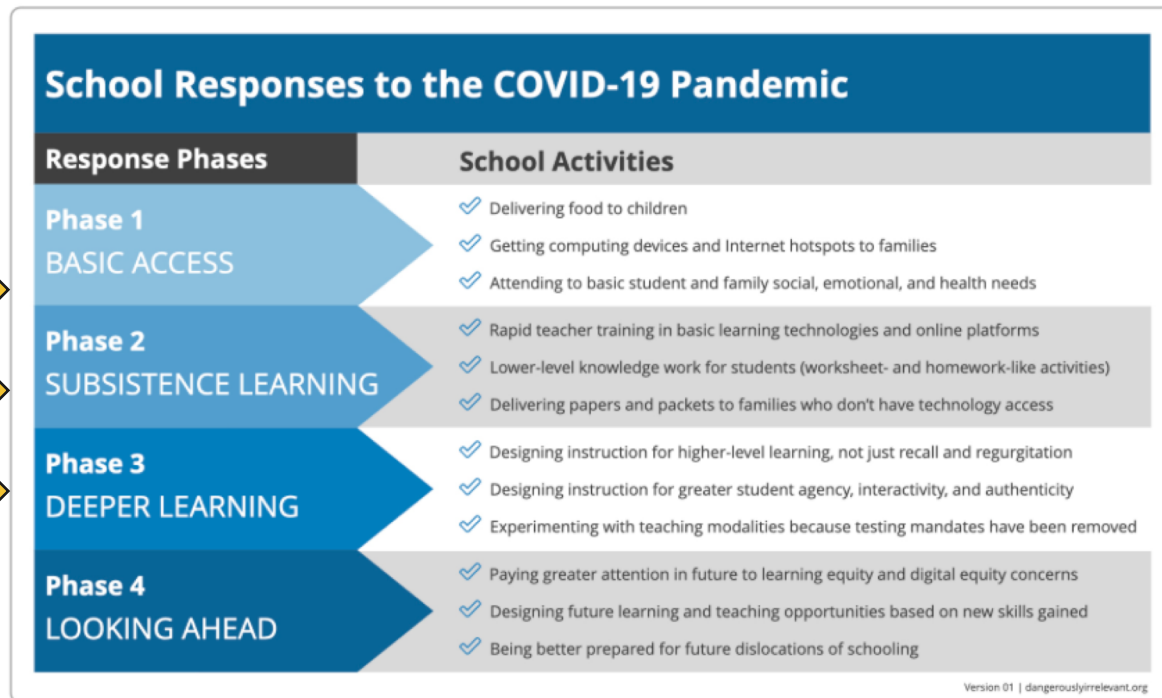 School Responses to the COVID-19 Pandemic
Response Phases
School Activities
Phase 1
BASIC ACCESS
Delivering food to children
Getting computing devices and Internet hotspots to families
Attending to basic student and family social, emotional, and health needs
Phase 2
SUBSISTENCE LEARNING
Rapid teacher training in basic learning technologies and online platforms
Lower-level knowledge work for students (worksheet- and homework-like activities)
Delivering papers and packets to families who don't have technology access
Phase 3
DEEPER LEARNING
Designing instruction for higher-level learning, not just recall and regurgitation
Designing instruction for greater student agency, interactivity, and authenticity
Experimenting with teaching modalities because testing mandates have been removed
Phase 4
LOOKING AHEAD
Paying greater attention in future to learning equity and digital equity concerns
Designing future learning and teaching opportunities based on new skills gained
Being better prepared for future dislocations of schooling
Version 01 | dangerouslyirrelevant.org